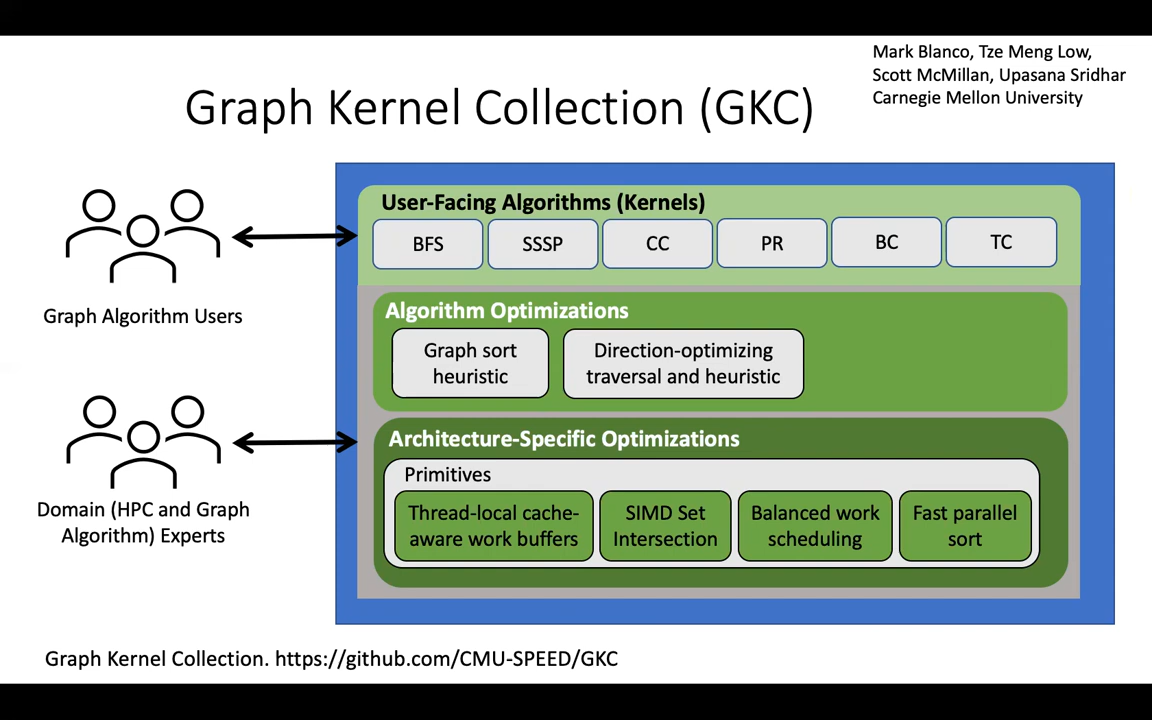 Mark Blanco, Tze Meng Low,
Scott McMillan, Upasana Sridhar
Carnegie Mellon University
Graph Kernel Collection (GKC)
User-Facing Algorithms (Kernels)
BFS
SSSP
CC
PR
BC
TC
Graph Algorithm Users
Algorithm Optimizations
Graph sort
heuristic
Direction-optimizing
traversal and heuristic
Architecture-Specific Optimizations
Primitives
Thread-local cache-
aware work buffers
SIMD Set
Intersection
Balanced work
scheduling
Fast parallel
sort
Domain (HPC and Graph
Algorithm) Experts
Graph Kernel Collection. https://github.com/CMU-SPEED/GKC